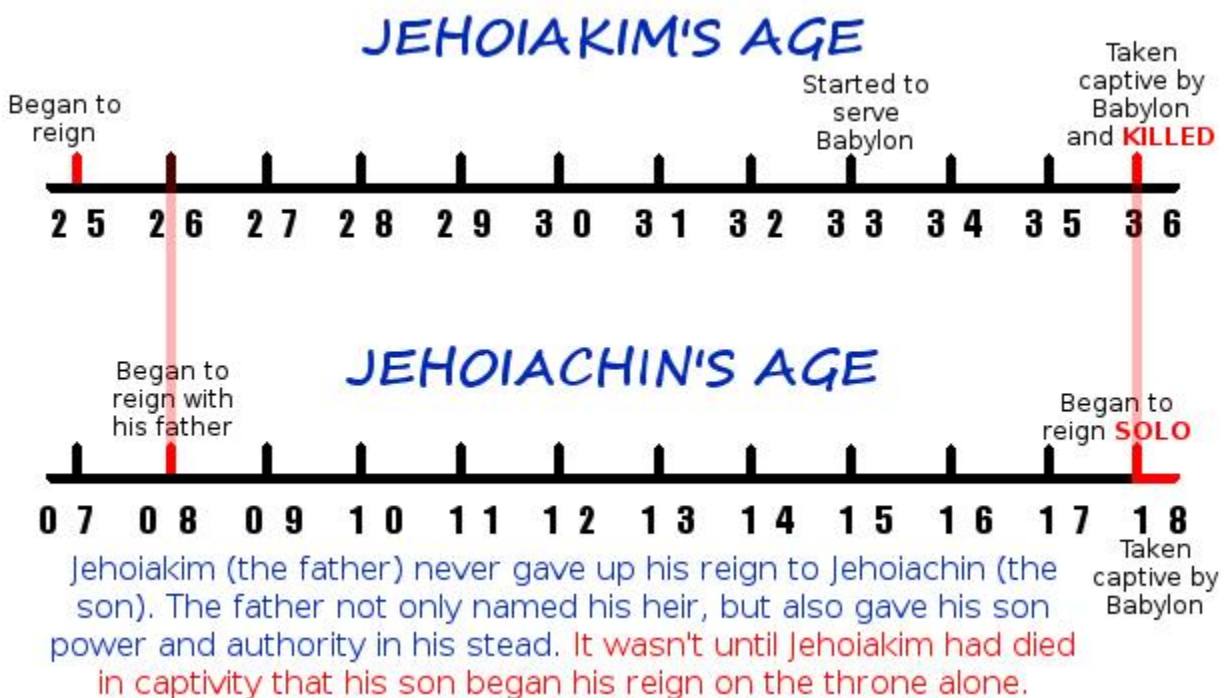 JEHOIAKIM'S AGE
Began to
reign
Started to
serve
Babylon
Taken
captive by
Babylon
and KILLED
25 26 27 28 29 30 31 32 33 34 35 36
JEHOIACHIN'S AGE
Began to
reign with
his father
Began to
reign SOLO
07 08 09 10 11 12 13 14 15 16 17 18
Taken
captive by
Babylon
Jehoiakim (the father) never gave up his reign to Jehoiachin (the
son). The father not only named his heir, but also gave his son
power and authority in his stead. It wasn't until Jehoiakim had died
in captivity that his son began his reign on the throne alone.